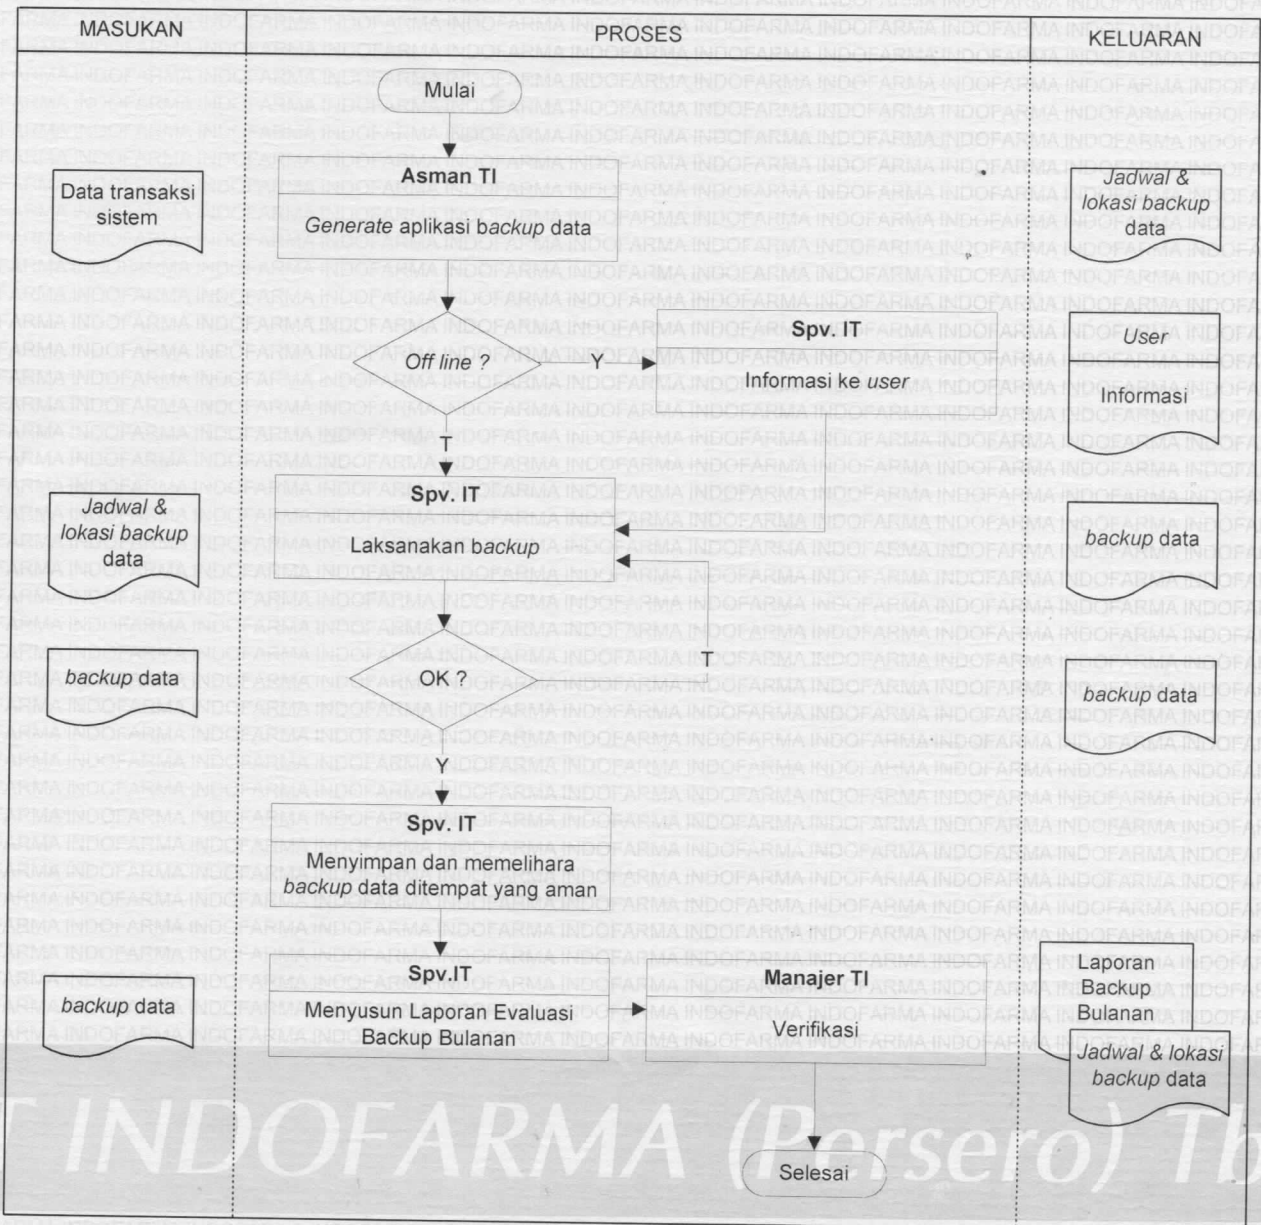 MASUKAN
PROSES
KELUARAN
Mulai
Asman TI
Generate aplikasi backup data
Data transaksi
sistem
Jadwal &
lokasi backup
data
Off line ?
Y
Spv. IT
Informasi ke user
User
Informasi
T
Spv. IT
Laksanakan backup
Jadwal &
lokasi backup
data
backup data
OK ?
T
backup data
backup data
Y
Spv. IT
Menyimpan dan memelihara
backup data ditempat yang aman
Spv.IT
Menyusun Laporan Evaluasi
Backup Bulanan
Manajer TI
Verifikasi
backup data
Laporan
Backup
Bulanan
Jadwal & lokasi
backup data
Selesai
INDOFARMA (Persero) Tb